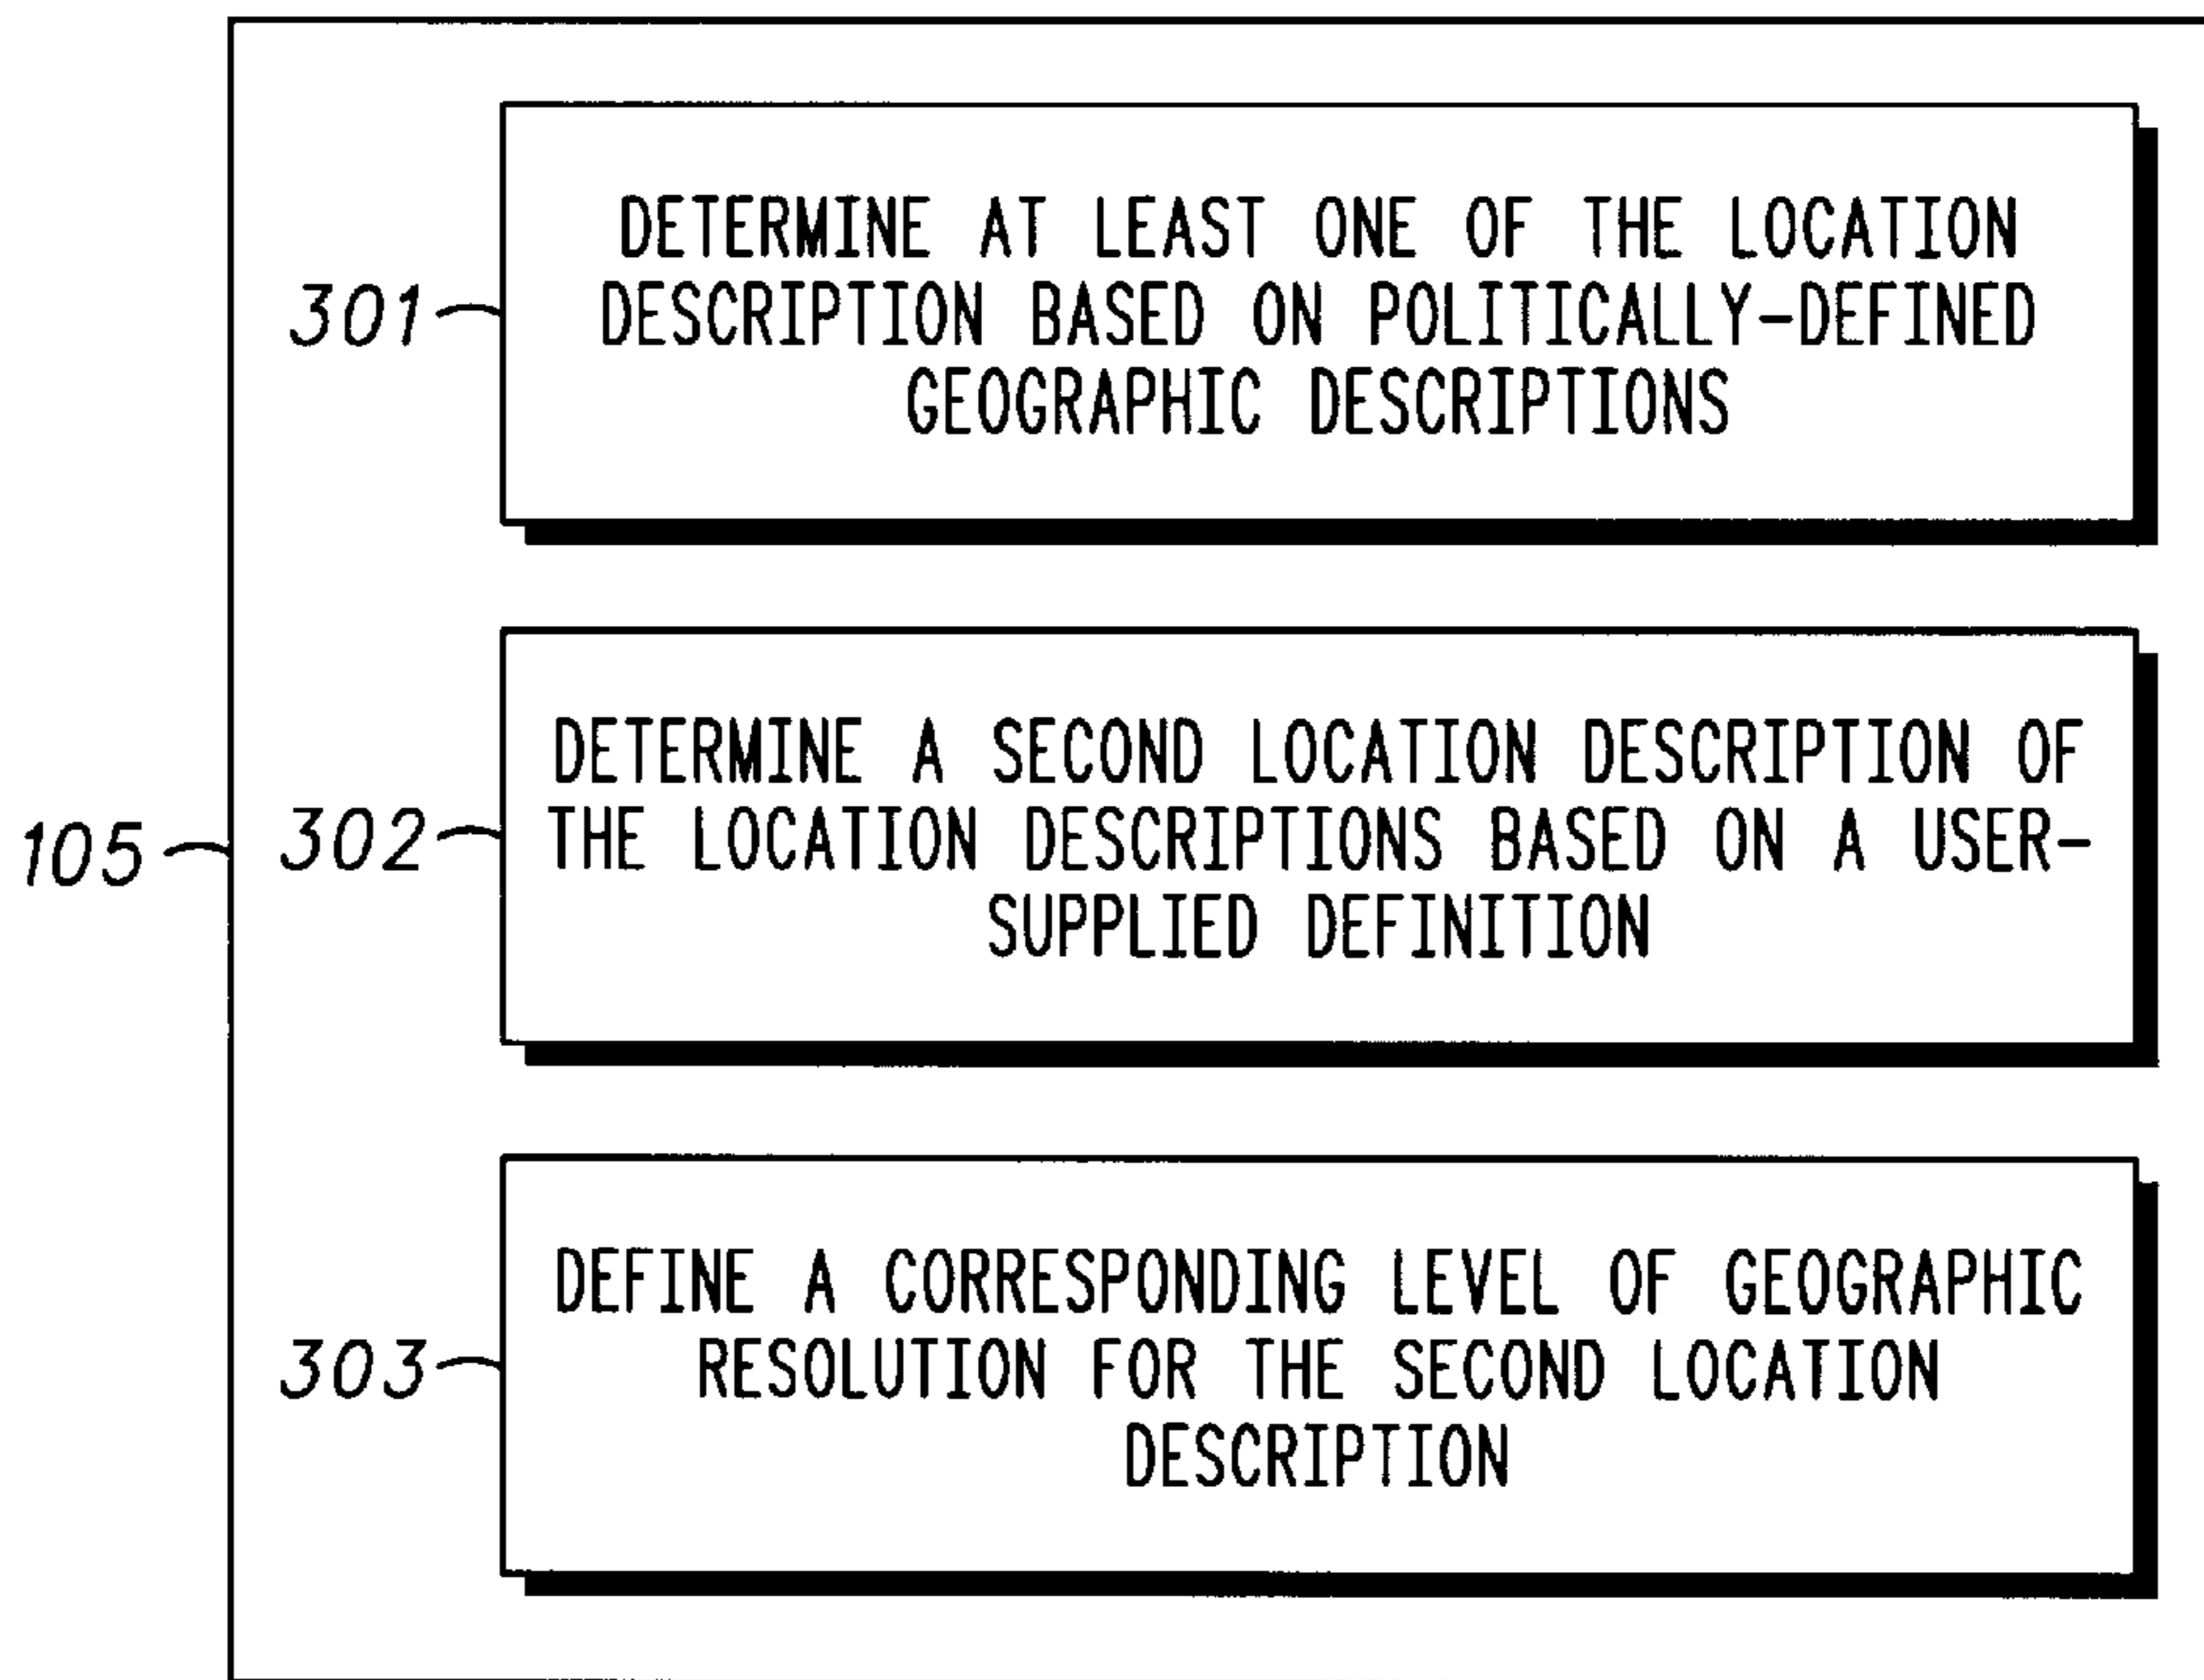 DETERMINE AT LEAST ONE OF THE LOCATION
301
DESCRIPTION BASED ON POLITICALLY-DEFINED
GEOGRAPHIC DESCRIPTIONS
DETERMINE A SECOND LOCATION DESCRIPTION OF
105
302
THE LOCATION DESCRIPTIONS BASED ON A USER-
SUPPLIED DEFINITION
DEFINE A CORRESPONDING LEVEL OF GEOGRAPHIC
303
RESOLUTION FOR THE SECOND LOCATION
DESCRIPTION